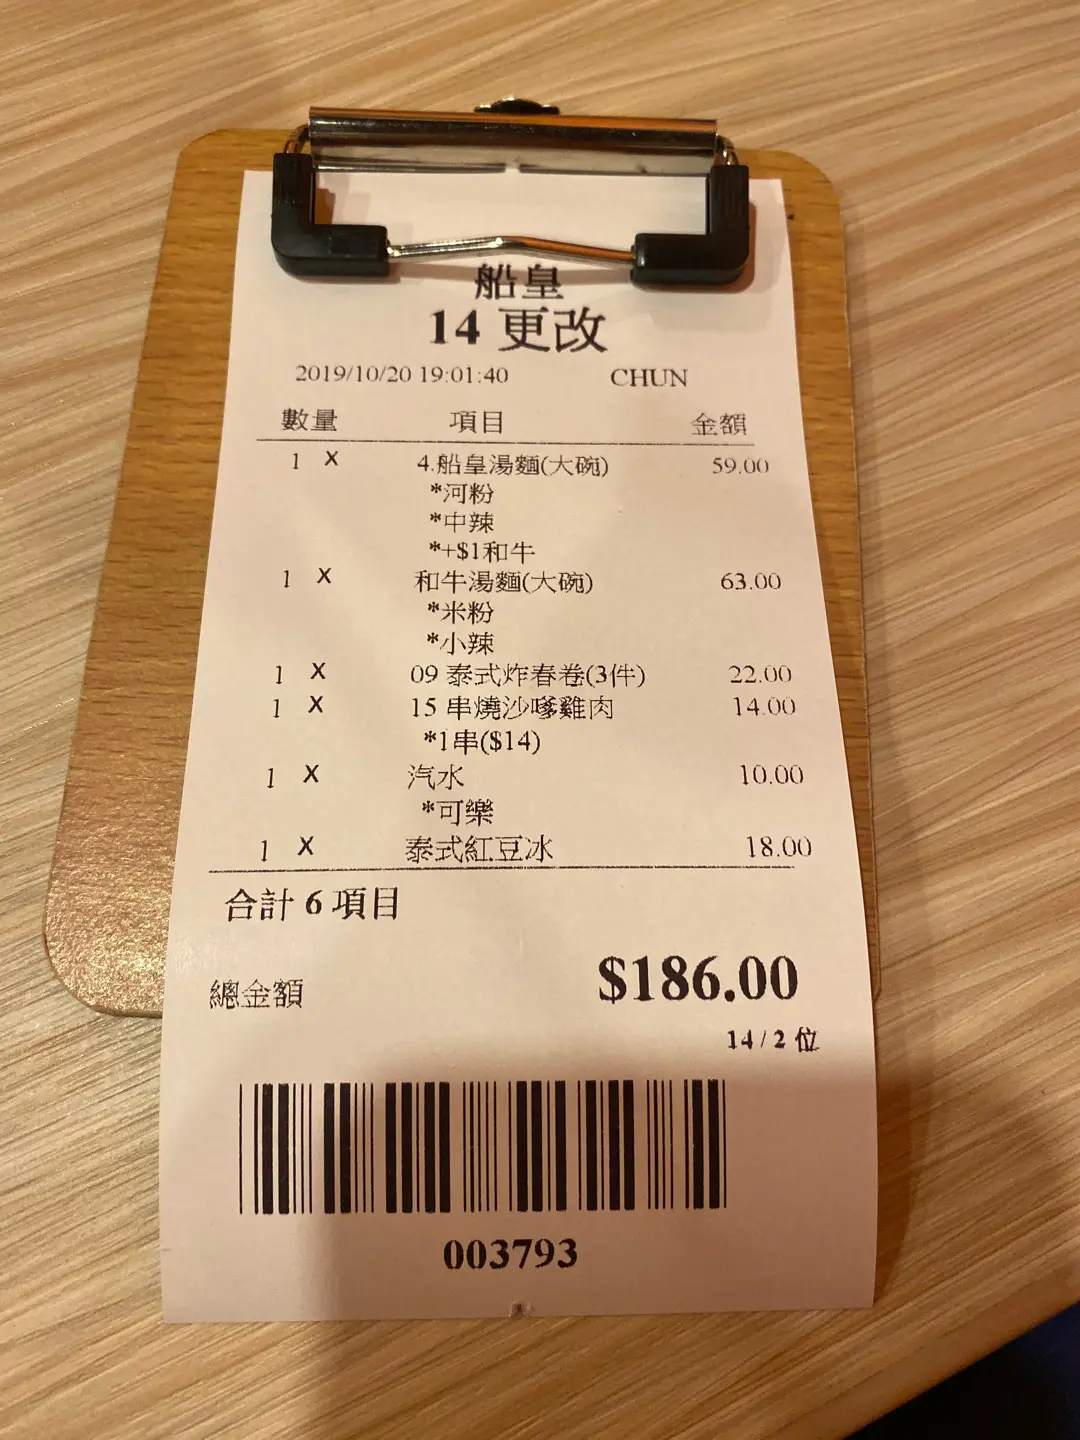 船皇
14 更改
2019/10/20 19:01:40 CHUN
數量 項目 金額
1 X 4.船皇湯麵(大碗) 59.00
*河粉
*中辣
*+$1和牛
1 X 和牛湯麵(大碗) 63.00
*米粉
*小辣
1 X 09 泰式炸春卷(3件) 22.00
1 X 15 串燒沙嗲雞肉 14.00
*1串($14)
1 X 汽水 10.00
*可樂
1 X 泰式紅豆冰 18.00
合計 6 項目
總金額 $186.00
14 / 2 位
003793